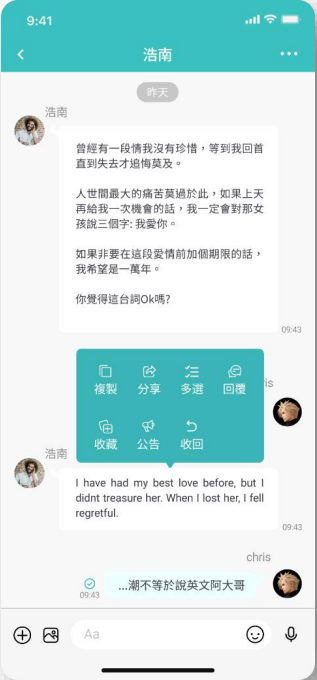 9:41
浩南
昨天
浩南
曾經有一段情我沒有珍惜，等到我回首
直到失去才追悔莫及。
人世間最大的痛苦莫過於此，如果上天
再給我一次機會的話，我一定會對那女
孩說三個字: 我愛你。
如果非要在這段愛情前加個期限的話，
我希望是一萬年。
你覺得這台詞Ok嗎?
09:43
複製 分享 多選 回覆
收藏 公告 收回
浩南
I have had my best love before, but I
didnt treasure her. When I lost her, I fell
regretful.
09:43
chris
...潮不等於說英文阿大哥
09:43
Aa